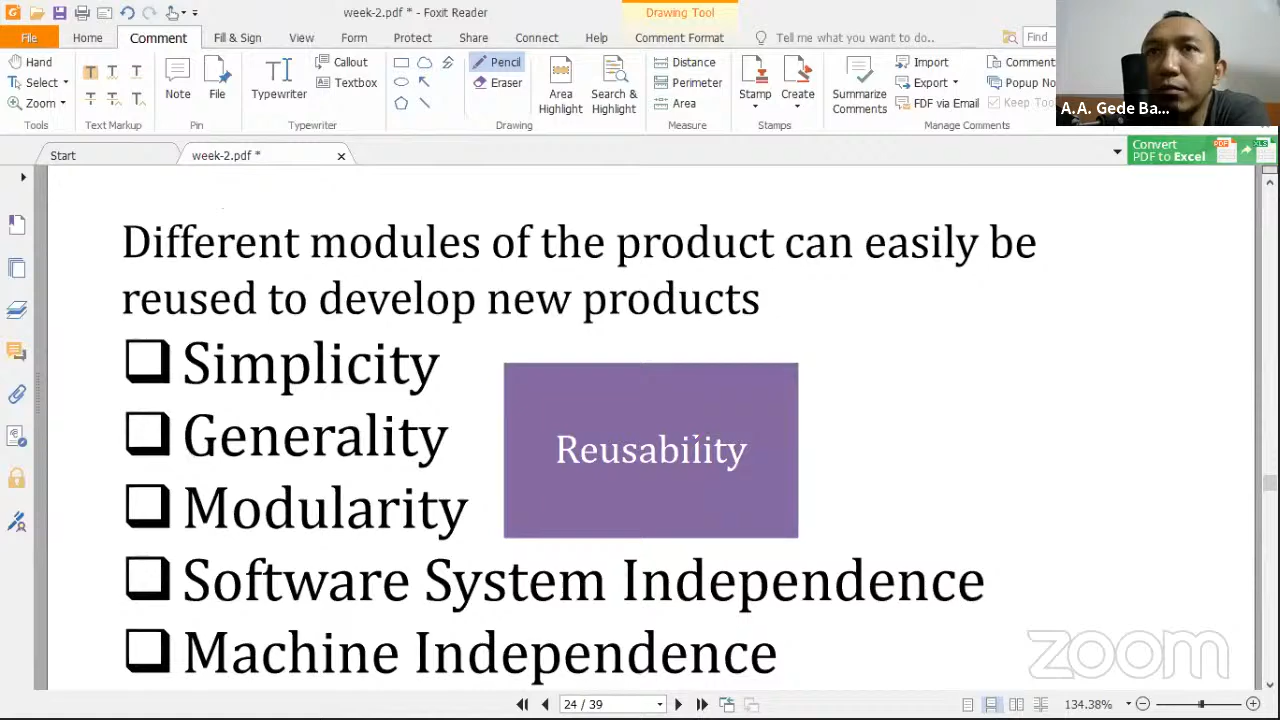 week-2.pdf * - Foxit Reader
Drawing Tool
File Home Comment Fill & Sign View Form Protect Share Connect Help Comment Format Tell me what you want to do.. Find
Hand
Select
Zoom
Tools
Text Markup
Note
File
Pin
Typewriter
Callout
Textbox
Typewriter
Pencil
Eraser
Drawing
Area Highlight
Search & Highlight
Distance
Perimeter
Area
Measure
Stamp
Create
Stamps
Summarize Comments
Import
Export
FDF via Email
Manage Comments
Comment
Popup No
Keep Too
A.A. Gede Ba...
Start
week-2.pdf *
Convert
PDF to Excel
Different modules of the product can easily be
reused to develop new products
Simplicity
Generality
Modularity
Software System Independence
Machine Independence
Reusability
zoom
24 / 39
134.38%